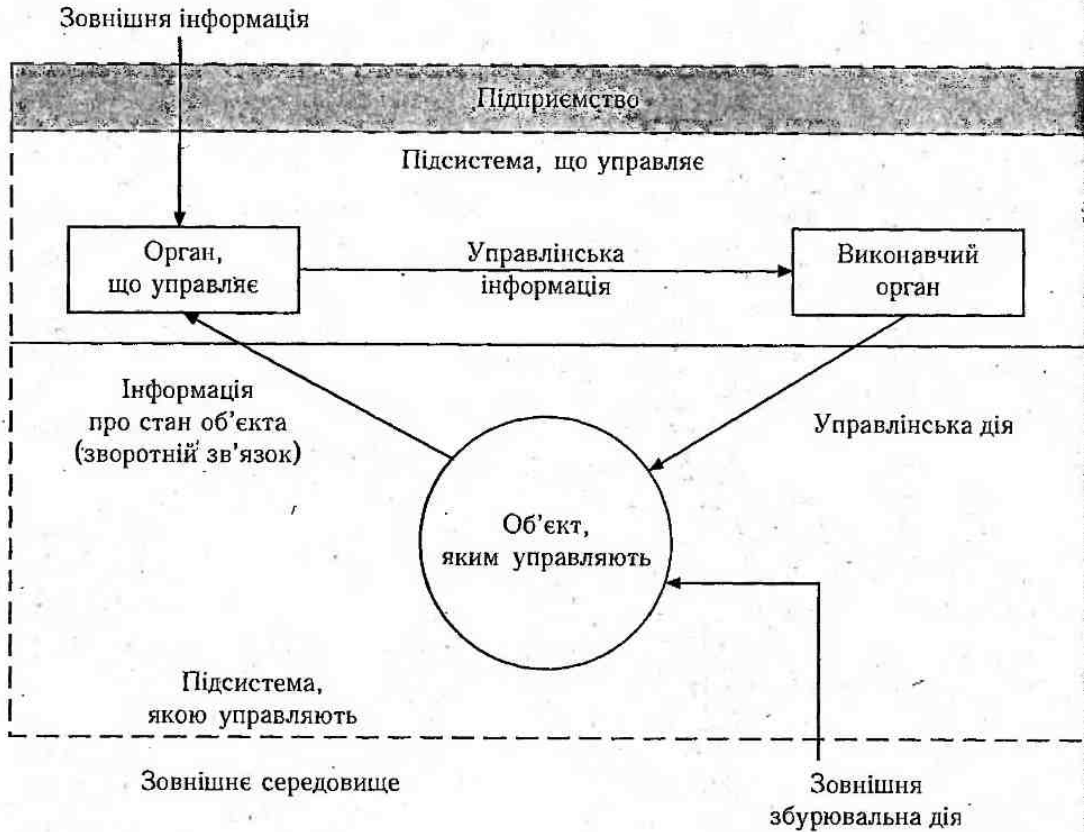 Зовнішня інформація
Підприємство
Підсистема, що управляє
Орган,
що управляє
Управлінська
інформація
Виконавчий
орган
Інформація
про стан об'єкта
(зворотній зв'язок)
Управлінська дія
Об'єкт,
яким управляють
Підсистема,
якою управляють
Зовнішнє середовище
Зовнішня
збурювальна дія